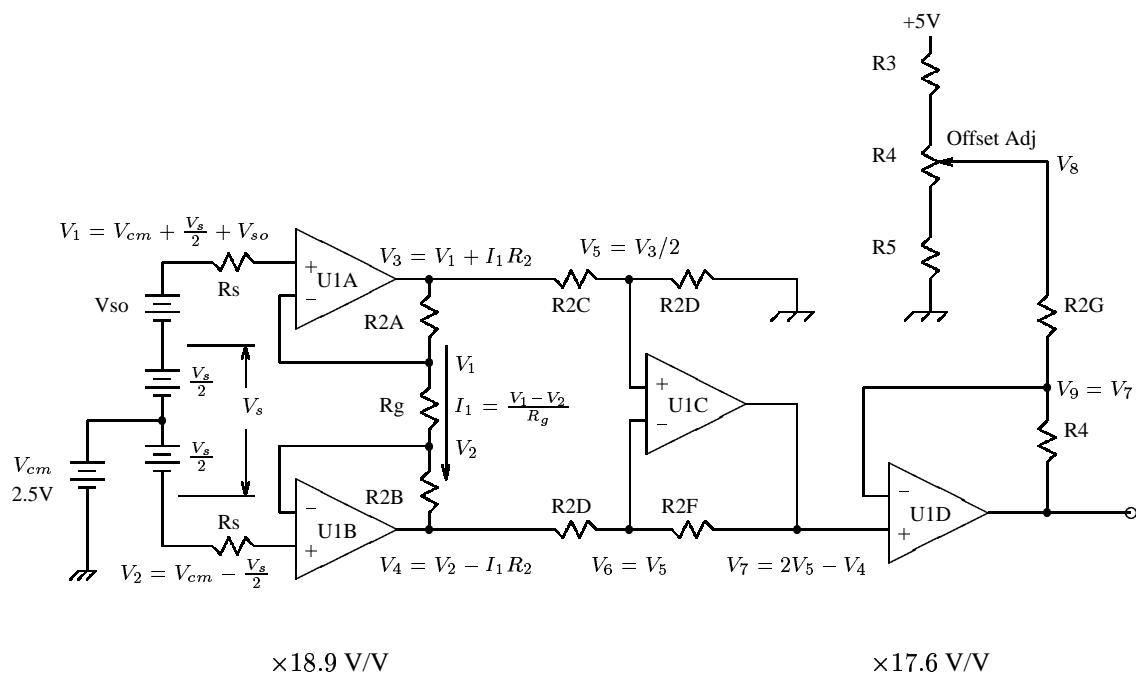 +5V
R3
Offset Adj
R4
V8
V1 = Vcm + Vs/2 + Vso
V3 = V1 + I1R2
V5 = V3/2
R5
+
U1A
−
Rs
R2C
R2D
Vso
R2A
R2G
Vs/2
Vs
V1
Rg
I1 = (V1−V2)/Rg
+
U1C
−
V9 = V7
R4
Vs/2
V2
Vcm
2.5V
R2B
−
U1B
+
Rs
R2D
R2F
−
U1D
+
V2 = Vcm − Vs/2
V4 = V2 − I1R2
V6 = V5
V7 = 2V5 − V4
×18.9 V/V
×17.6 V/V